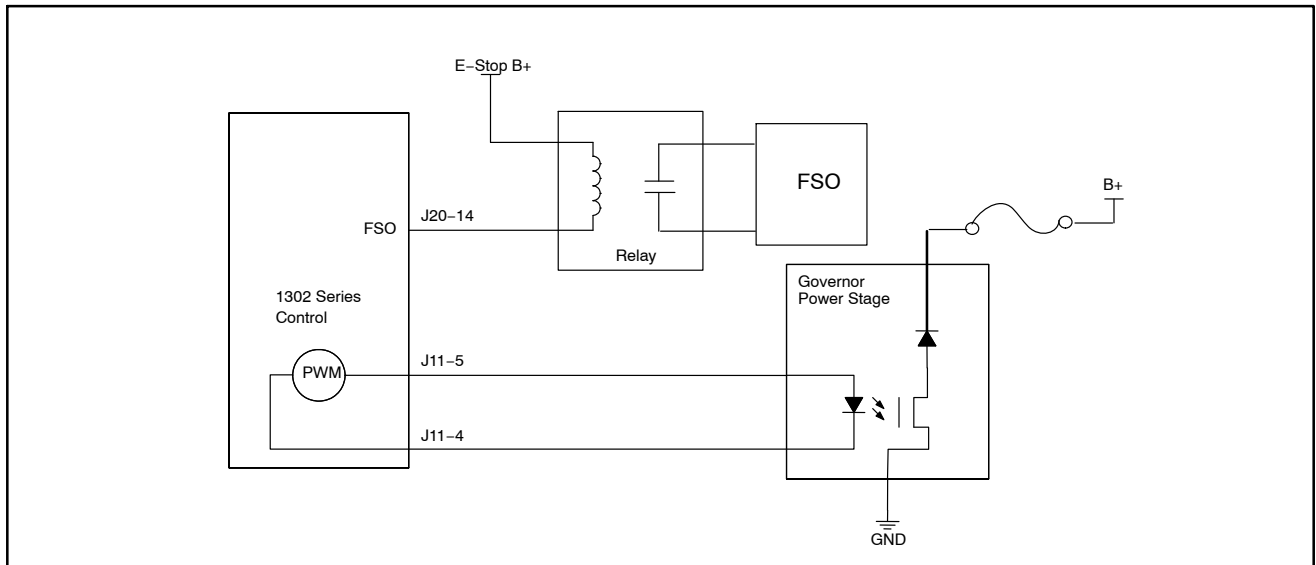 E−Stop B+
FSO
B+
J20−14
FSO
Relay
Governor
Power Stage
1302 Series
Control
J11−5
PWM
J11−4
GND